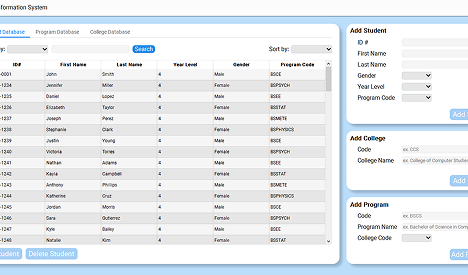 nformation System
t Database Program Database College Database
y: Search Sort by:
ID# First Name Last Name Year Level Gender Program Code
-0001 John Smith 4 Male BSCE
-1234 Jennifer Miller 4 Female BSPSYCH
-1235 Daniel Lopez 4 Male BSEE
-1236 Elizabeth Taylor 4 Female BSSTAT
-1237 Joseph Perez 4 Male BSMETE
-1238 Stephanie Clark 4 Female BSPHYSICS
-1239 Justin Young 4 Male BSCE
-1240 Victoria Torres 4 Female BSPSYCH
-1241 Nathan Adams 4 Male BSEE
-1242 Kayla Campbell 4 Female BSSTAT
-1243 Anthony Phillips 4 Male BSMETE
-1244 Katherine Cruz 4 Female BSPHYSICS
-1245 Jordan Morris 4 Male BSCE
-1246 Sara Gutierrez 4 Female BSPSYCH
-1247 Kyle Bailey 4 Male BSEE
-1248 Natalie Kim 4 Female BSSTAT
tudent Delete Student
Add Student
ID #
First Name
Last Name
Gender
Year Level
Program Code
Add S
Add College
Code ex. CCS
College Name ex. College of Computer Studies
Add
Add Program
Code ex. BSCS
Program Name ex. Bachelor of Science in Comp
College Code
Add P